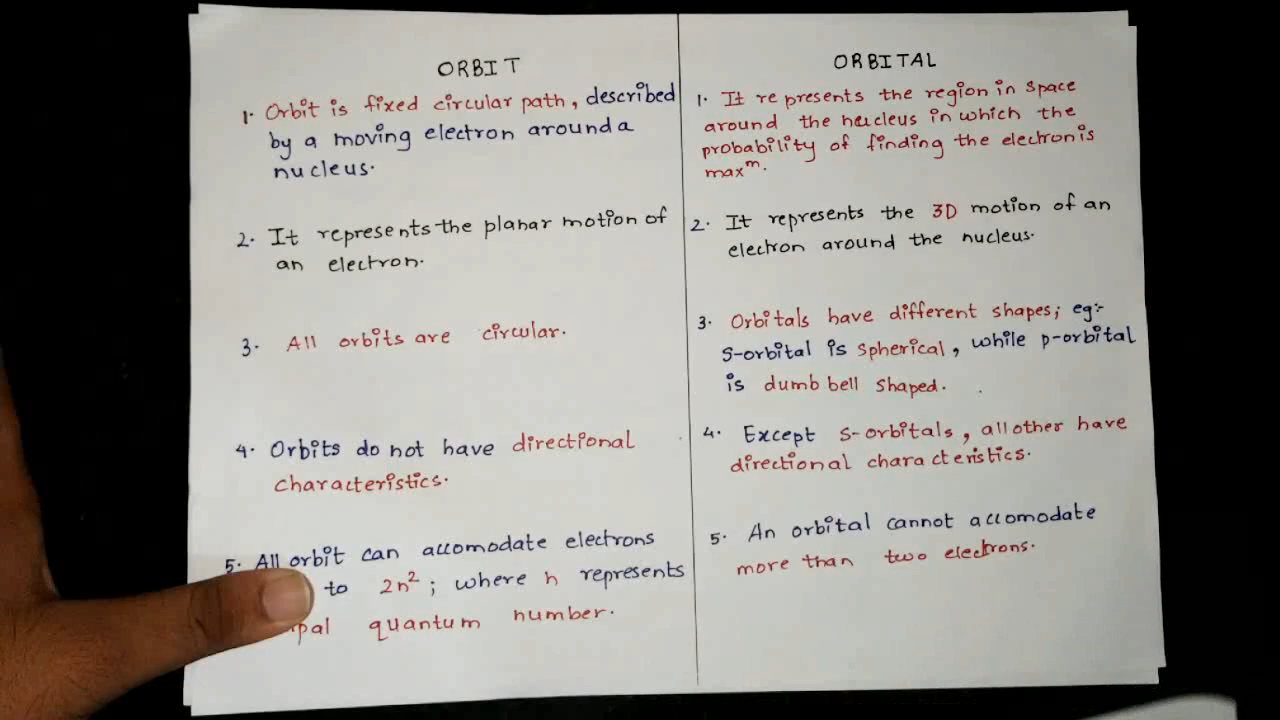 ORBIT
1. Orbit is fixed circular path, described
by a moving electron around a
nucleus.
2. It represents the planar motion of
an electron.
3. All orbits are circular.
4. Orbits do not have directional
characteristics.
5. All orbit can accomodate electrons
to 2n²; where n represents
quantum number.
ORBITAL
1. It represents the region in space
around the nucleus in which the
probability of finding the electron is
maxᵐ.
2. It represents the 3D motion of an
electron around the nucleus.
3. Orbitals have different shapes; eg:-
S-orbital is spherical, while p-orbital
is dumbbell shaped.
4. Except S-orbitals, all other have
directional characteristics.
5. An orbital cannot accomodate
more than two electrons.